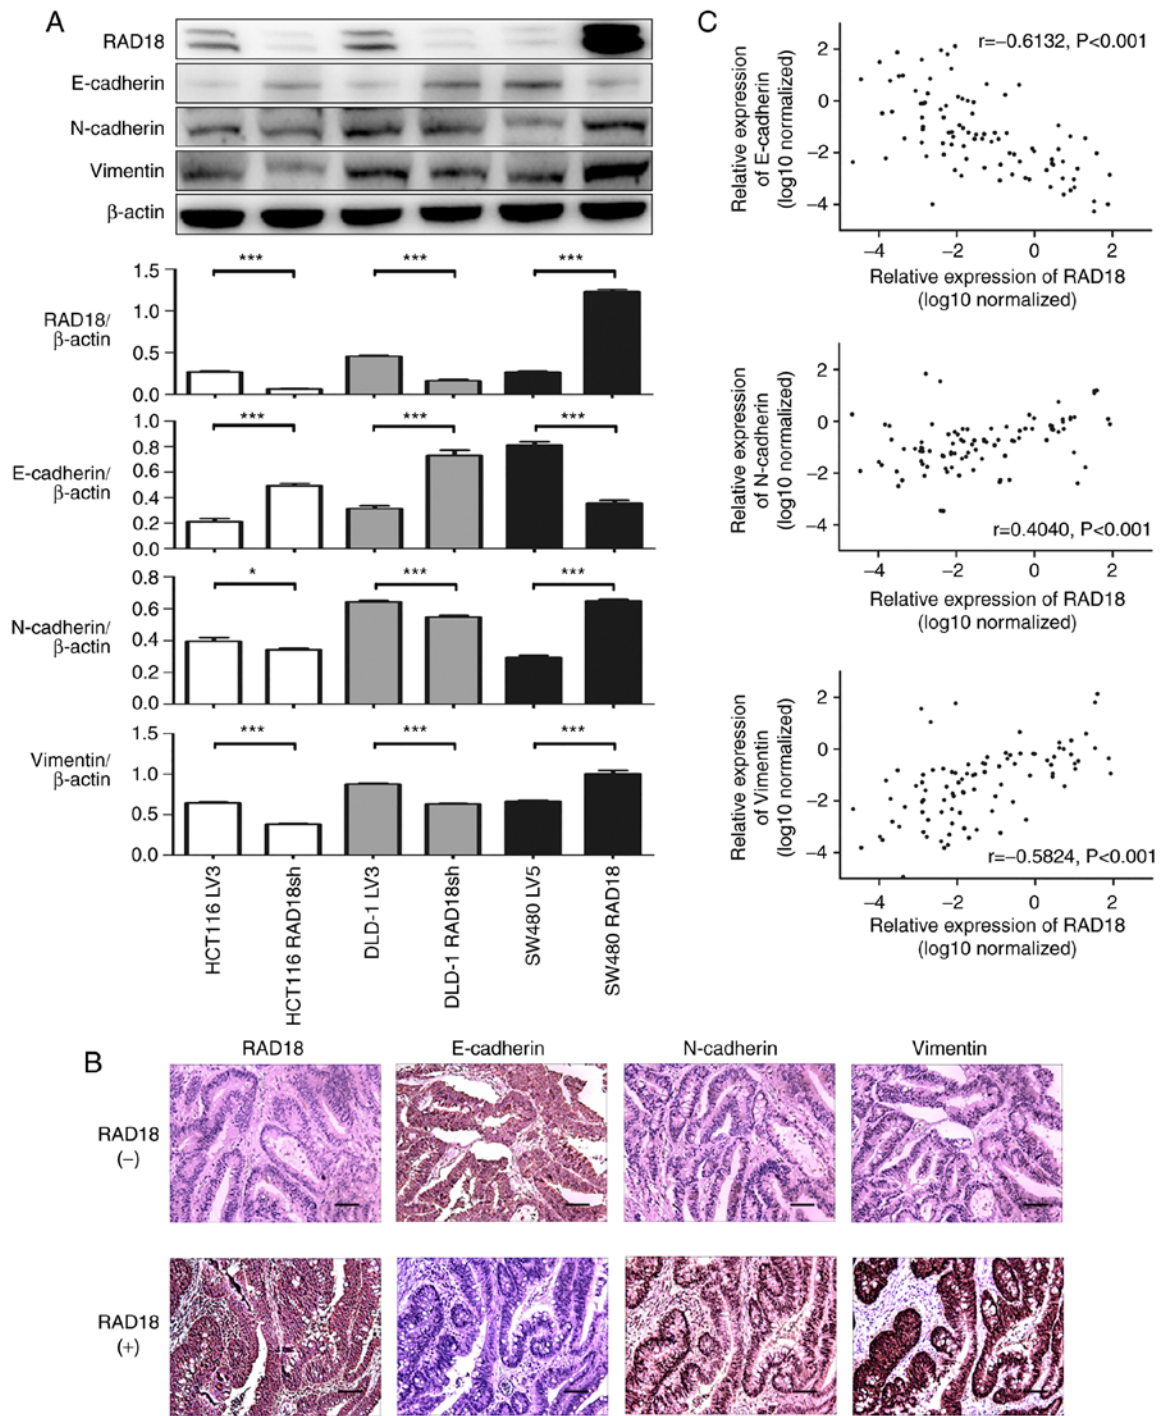 A
RAD18
E-cadherin
N-cadherin
Vimentin
β-actin
*** *** ***
RAD18/
β-actin
1.5
1.0
0.5
0.0
*** *** ***
E-cadherin/
β-actin
1.0
0.8
0.6
0.4
0.2
0.0
* *** ***
N-cadherin/
β-actin
0.8
0.6
0.4
0.2
0.0
*** *** ***
Vimentin/
β-actin
1.5
1.0
0.5
0.0
HCT116 LV3
HCT116 RAD18sh
DLD-1 LV3
DLD-1 RAD18sh
SW480 LV5
SW480 RAD18
C
r=−0.6132, P<0.001
Relative expression
of E-cadherin
(log10 normalized)
2
0
−2
−4
−4 −2 0 2
Relative expression of RAD18
(log10 normalized)
Relative expression
of N-cadherin
(log10 normalized)
2
0
−2
−4
r=0.4040, P<0.001
−4 −2 0 2
Relative expression of RAD18
(log10 normalized)
Relative expression
of Vimentin
(log10 normalized)
2
0
−2
−4
r=−0.5824, P<0.001
−4 −2 0 2
Relative expression of RAD18
(log10 normalized)
B
RAD18 E-cadherin N-cadherin Vimentin
RAD18
(−)
RAD18
(+)